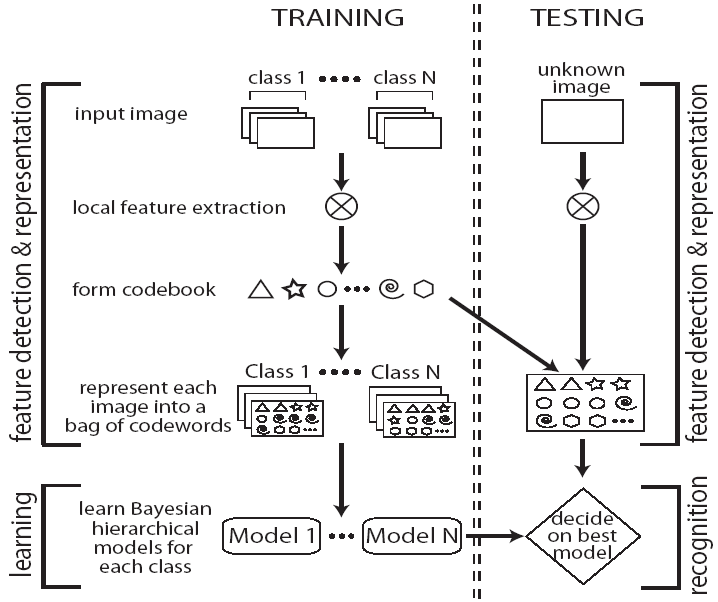 TRAINING
TESTING
class 1 •••• class N
unknown
image
input image
local feature extraction
form codebook
Class 1 •••• Class N
represent each
image into a
bag of codewords
learn Bayesian
hierarchical
models for
each class
Model 1 ••• Model N
decide
on best
model
feature detection & representation
learning
feature detection & representation
recognition